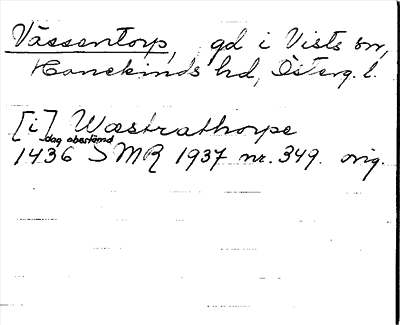 Vässentorp, gd i Vists sn,
Hanekinds hd, Österg. l.
[i] Wæstrathorpe
dag obestämd
1436 SMR 1937 nr. 349. orig.